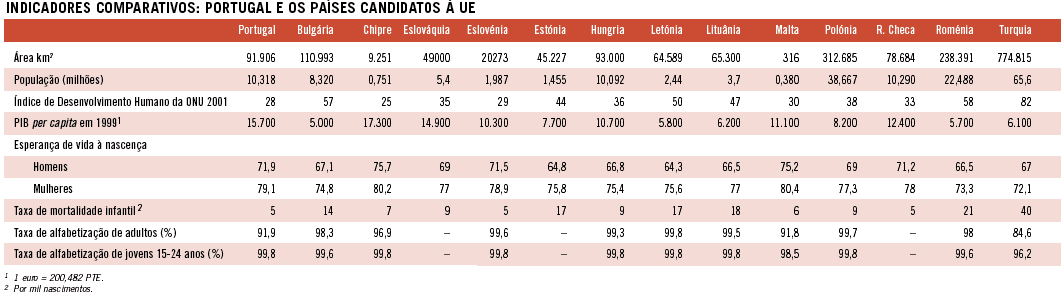 INDICADORES COMPARATIVOS: PORTUGAL E OS PAÍSES CANDIDATOS À UE
Portugal Bulgária Chipre Eslováquia Eslovénia Estónia Hungria Letónia Lituânia Malta Polónia R. Checa Roménia Turquia
Área km² 91.906 110.993 9.251 49000 20273 45.227 93.000 64.589 65.300 316 312.685 78.684 238.391 774.815
População (milhões) 10,318 8,320 0,751 5,4 1,987 1,455 10,092 2,44 3,7 0,380 38,667 10,290 22,488 65,6
Índice de Desenvolvimento Humano da ONU 2001 28 57 25 35 29 44 36 50 47 30 38 33 58 82
PIB per capita em 1999¹ 15.700 5.000 17.300 14.900 10.300 7.700 10.700 5.800 6.200 11.100 8.200 12.400 5.700 6.100
Esperança de vida à nascença
Homens 71,9 67,1 75,7 69 71,5 64,8 66,8 64,3 66,5 75,2 69 71,2 66,5 67
Mulheres 79,1 74,8 80,2 77 78,9 75,8 75,4 75,6 77 80,4 77,3 78 73,3 72,1
Taxa de mortalidade infantil ² 5 14 7 9 5 17 9 17 18 6 9 5 21 40
Taxa de alfabetização de adultos (%) 91,9 98,3 96,9 – 99,6 – 99,3 99,8 99,5 91,8 99,7 – 98 84,6
Taxa de alfabetização de jovens 15-24 anos (%) 99,8 99,6 99,8 – 99,8 – 99,8 99,8 99,8 98,5 99,8 – 99,6 96,2
¹ 1 euro = 200,482 PTE.
² Por mil nascimentos.